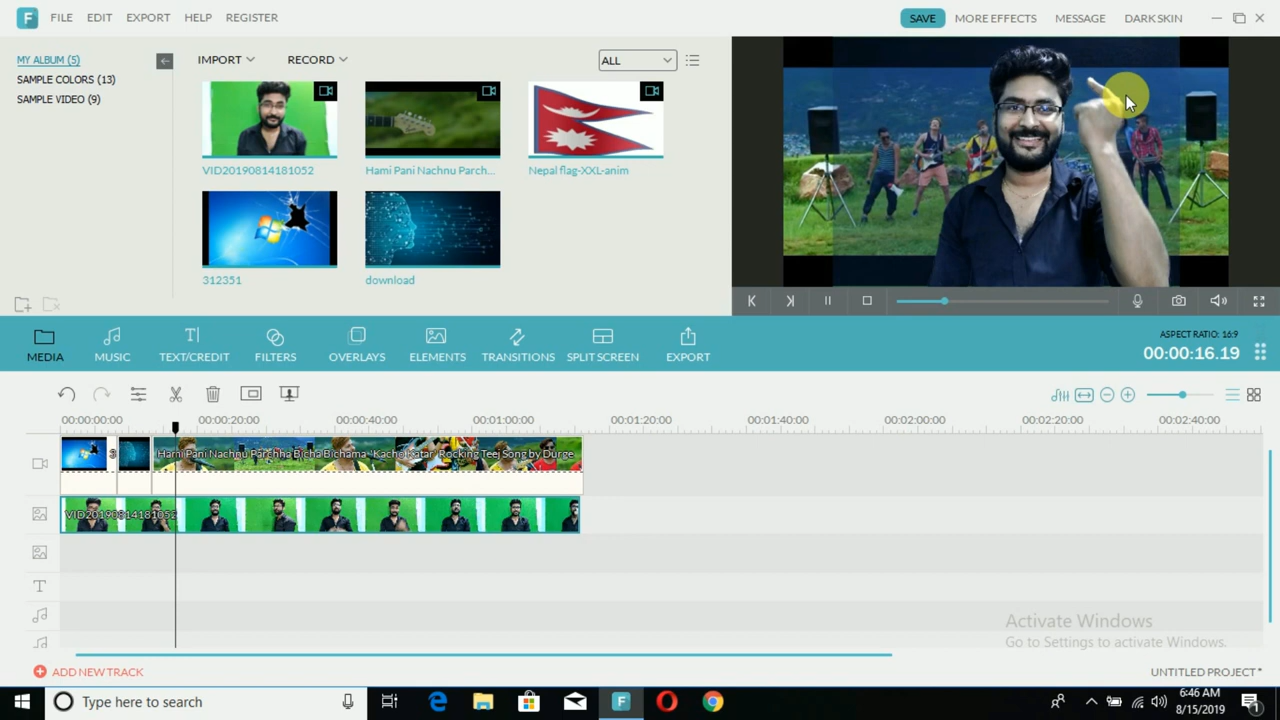 F FILE EDIT EXPORT HELP REGISTER SAVE MORE EFFECTS MESSAGE DARK SKIN
MY ALBUM (5)
SAMPLE COLORS (13)
SAMPLE VIDEO (9)
IMPORT RECORD ALL
VID20190814181052 Hami Pani Nachnu Parch... Nepal flag-XXL-anim
312351 download
MEDIA MUSIC TEXT/CREDIT FILTERS OVERLAYS ELEMENTS TRANSITIONS SPLIT SCREEN EXPORT
ASPECT RATIO: 16:9
00:00:16.19
00:00:00:00 00:00:20:00 00:00:40:00 00:01:00:00 00:01:20:00 00:01:40:00 00:02:00:00 00:02:20:00 00:02:40:00
3 Hami Pani Nachnu Parchha Bicha Bichama "Kache Katar" Rocking Teej Song by Durge
VID20190814181052
T
Activate Windows
Go to Settings to activate Windows.
ADD NEW TRACK
UNTITLED PROJECT *
Type here to search
6:46 AM
8/15/2019
1